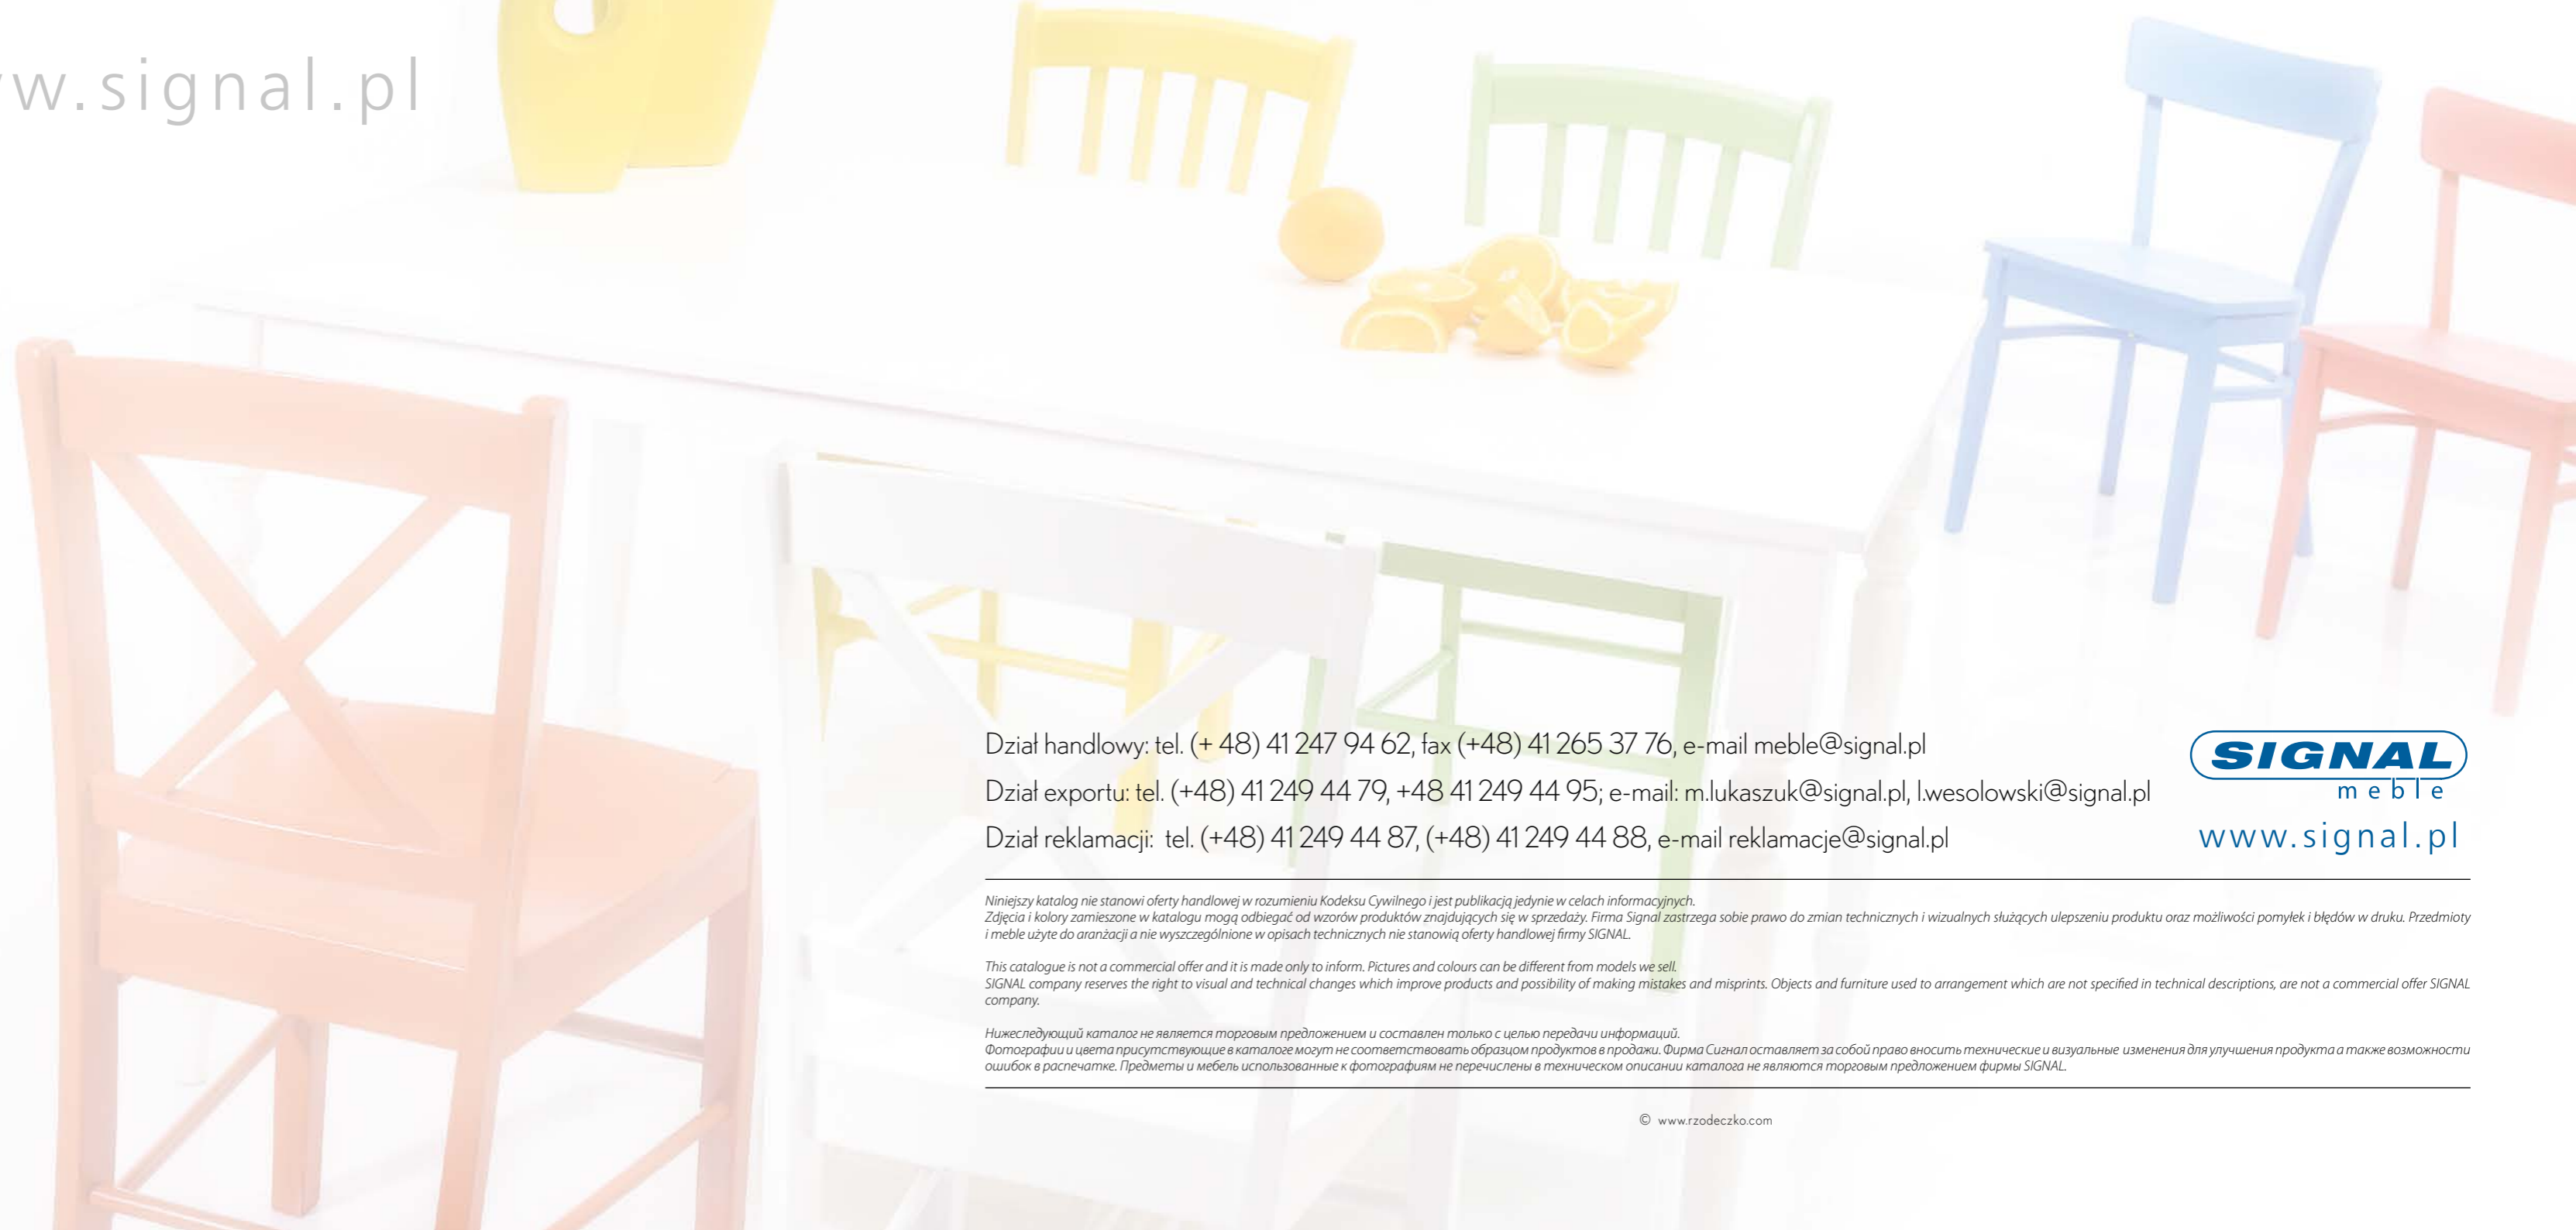 w.signal.pl
Dział handlowy: tel. (+ 48) 41 247 94 62, fax (+48) 41 265 37 76, e-mail meble@signal.pl
Dział exportu: tel. (+48) 41 249 44 79, +48 41 249 44 95; e-mail: m.lukaszuk@signal.pl, l.wesolowski@signal.pl
Dział reklamacji: tel. (+48) 41 249 44 87, (+48) 41 249 44 88, e-mail reklamacje@signal.pl
SIGNAL
meble
www.signal.pl
Niniejszy katalog nie stanowi oferty handlowej w rozumieniu Kodeksu Cywilnego i jest publikacją jedynie w celach informacyjnych.
Zdjęcia i kolory zamieszone w katalogu mogą odbiegać od wzorów produktów znajdujących się w sprzedaży. Firma Signal zastrzega sobie prawo do zmian technicznych i wizualnych służących ulepszeniu produktu oraz możliwości pomyłek i błędów w druku. Przedmioty
i meble użyte do aranżacji a nie wyszczególnione w opisach technicznych nie stanowią oferty handlowej firmy SIGNAL.
This catalogue is not a commercial offer and it is made only to inform. Pictures and colours can be different from models we sell.
SIGNAL company reserves the right to visual and technical changes which improve products and possibility of making mistakes and misprints. Objects and furniture used to arrangement which are not specified in technical descriptions, are not a commercial offer SIGNAL
company.
Нижеследующий каталог не является торговым предложением и составлен только с целью передачи информаций.
Фотографии и цвета присутствующие в каталоге могут не соответствовать образцом продуктов в продажи. Фирма Сигнал оставляет за собой право вносить технические и визуальные изменения для улучшения продукта а также возможности
ошибок в распечатке. Предметы и мебель использованные к фотографиям не перечислены в техническом описании каталога не являются торговым предложением фирмы SIGNAL.
© www.rzodeczko.com